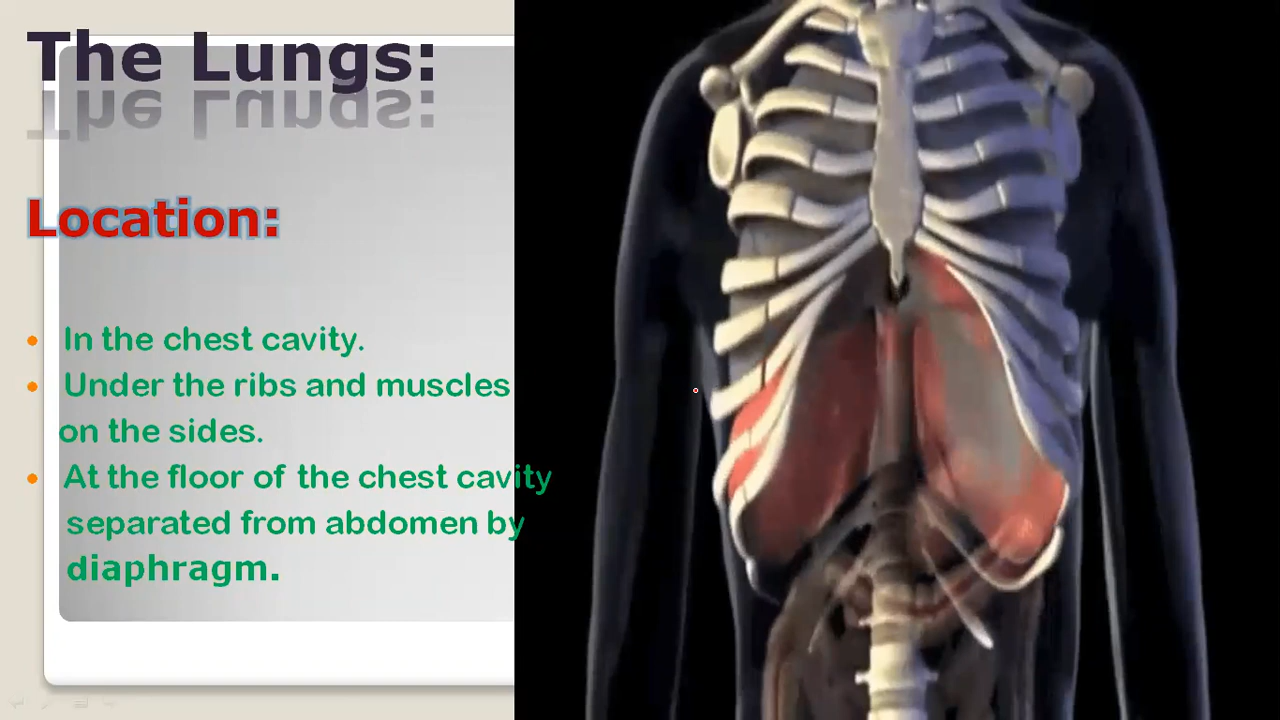 The Lungs:
Location:
• In the chest cavity.
• Under the ribs and muscles
on the sides.
• At the floor of the chest cavity
separated from abdomen by
diaphragm.